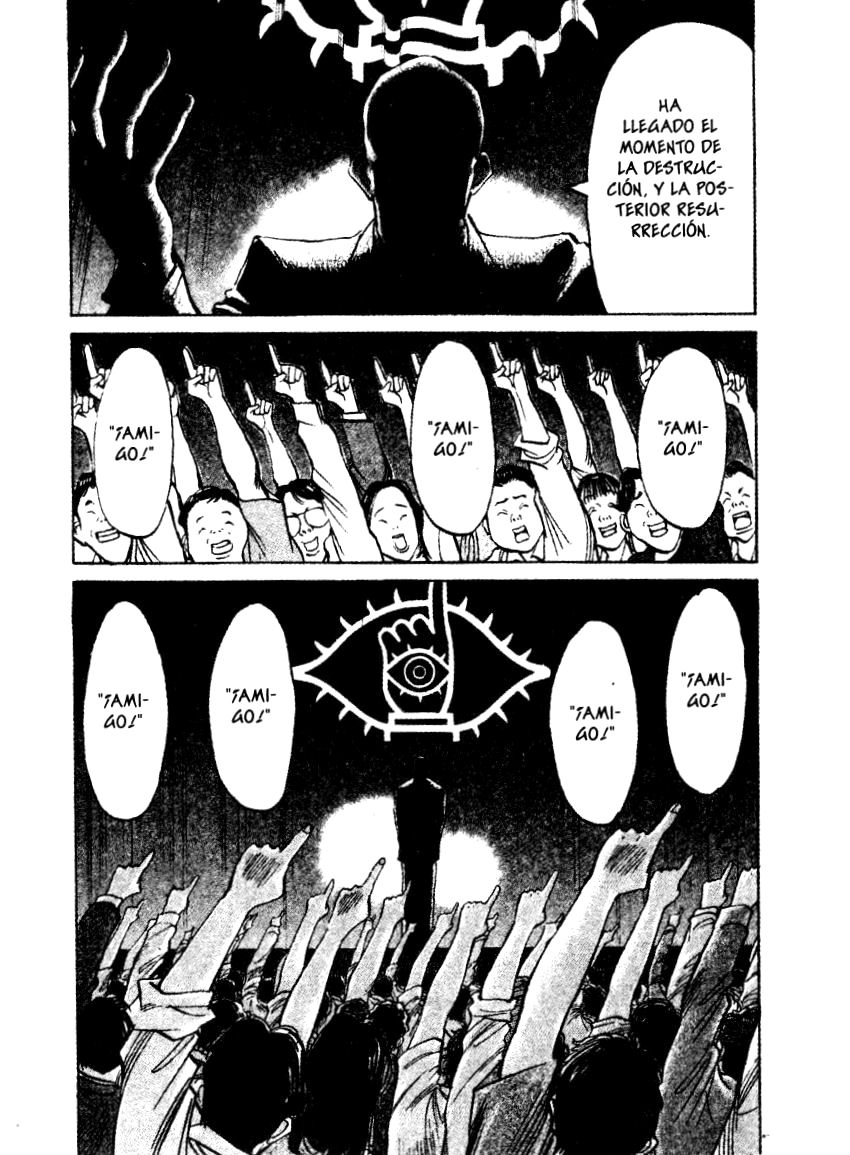 HA
LLEGADO EL
MOMENTO DE
LA DESTRUC-
CIÓN, Y LA POS-
TERIOR RESU-
RRECCIÓN.
"¡AMI-
GO!"
"¡AMI-
GO!"
"¡AMI-
GO!"
"¡AMI-
GO!"
"¡AMI-
GO!"
"¡AMI-
GO!"
"¡AMI-
GO!"